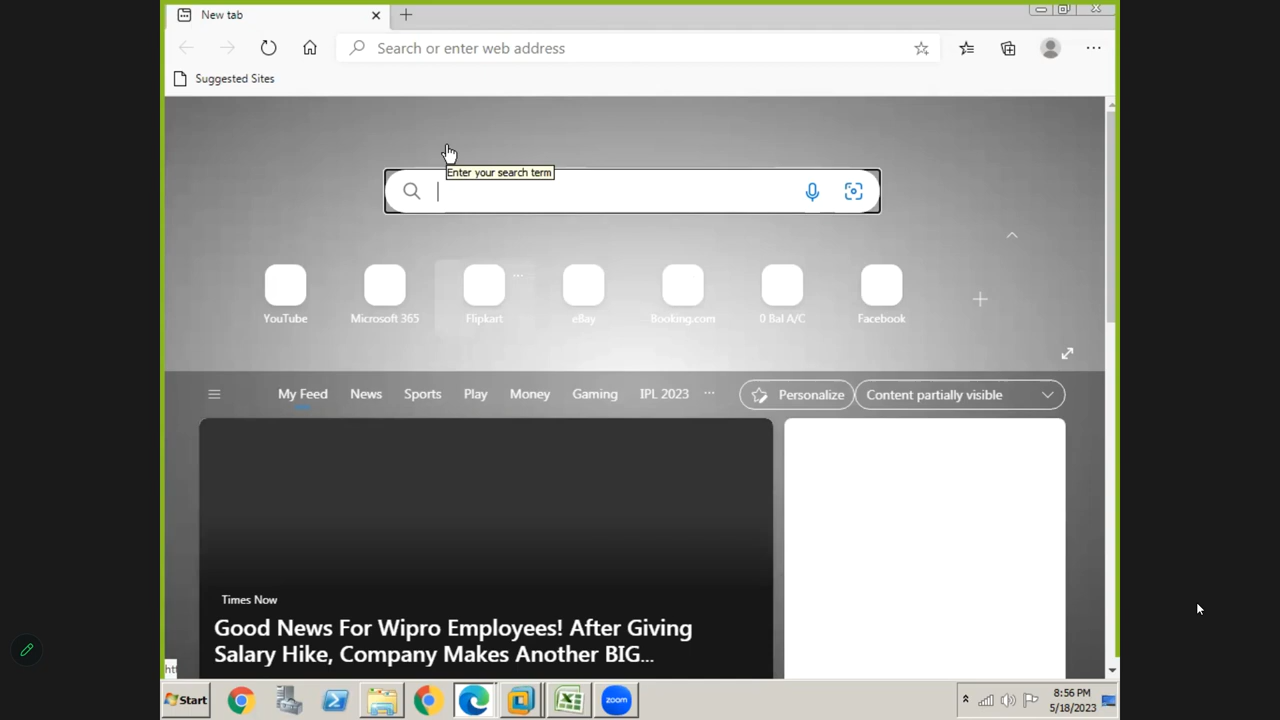 New tab
Search or enter web address
Suggested Sites
Enter your search term
YouTube
Microsoft 365
Flipkart
eBay
Booking.com
0 Bal A/C
Facebook
My Feed
News
Sports
Play
Money
Gaming
IPL 2023
Personalize
Content partially visible
Times Now
Good News For Wipro Employees! After Giving
Salary Hike, Company Makes Another BIG...
Start
zoom
8:56 PM
5/18/2023